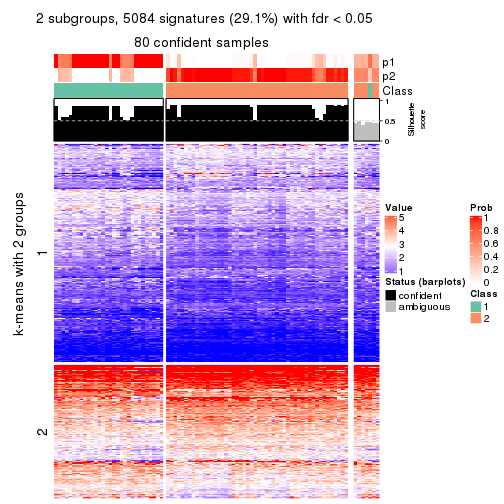 2 subgroups, 5084 signatures (29.1%) with fdr < 0.05
80 confident samples
p1
p2
Class
1
0.5
0
Silhouette
score
k-means with 2 groups
1
2
Value
5
4
3
2
1
Status (barplots)
confident
ambiguous
Prob
1
0.8
0.6
0.4
0.2
0
Class
1
2